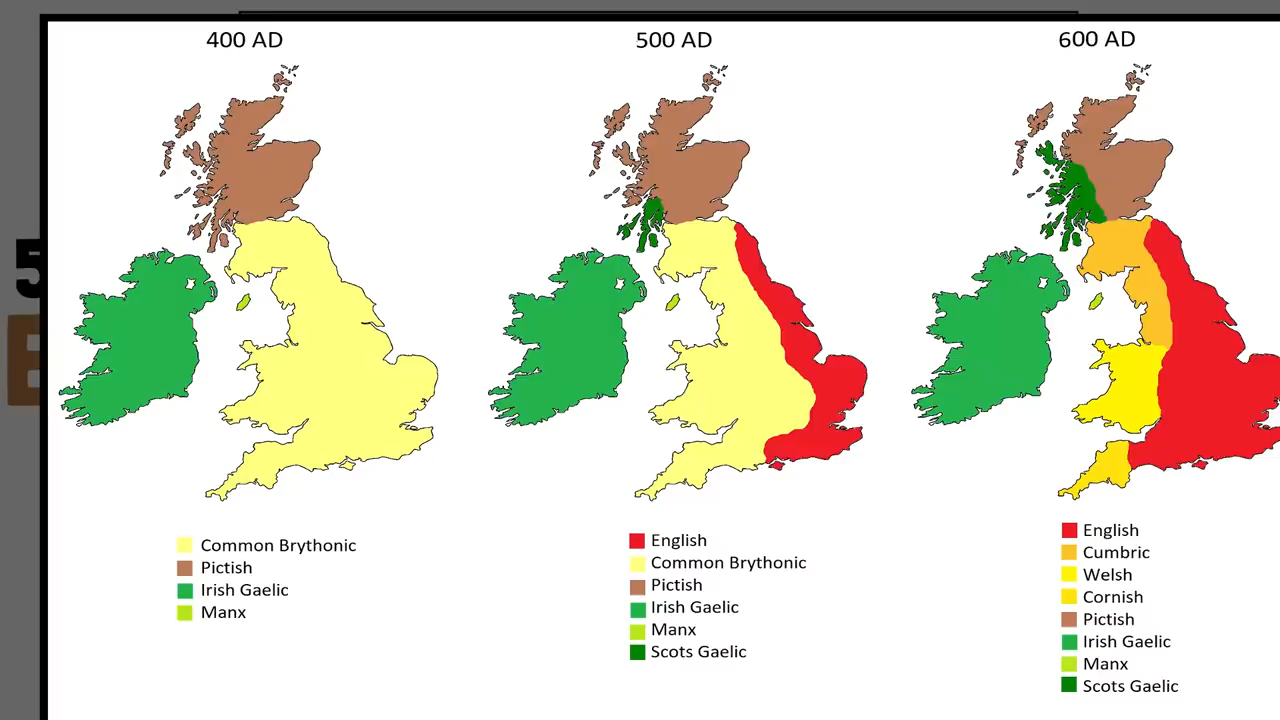 400 AD
500 AD
600 AD
5
Common Brythonic
Pictish
Irish Gaelic
Manx
English
Common Brythonic
Pictish
Irish Gaelic
Manx
Scots Gaelic
English
Cumbric
Welsh
Cornish
Pictish
Irish Gaelic
Manx
Scots Gaelic